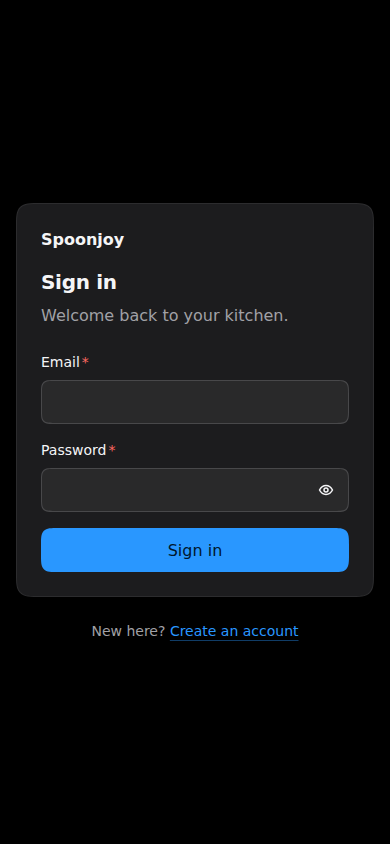 Spoonjoy
Sign in
Welcome back to your kitchen.
Email*
Password*
Sign in
New here? Create an account